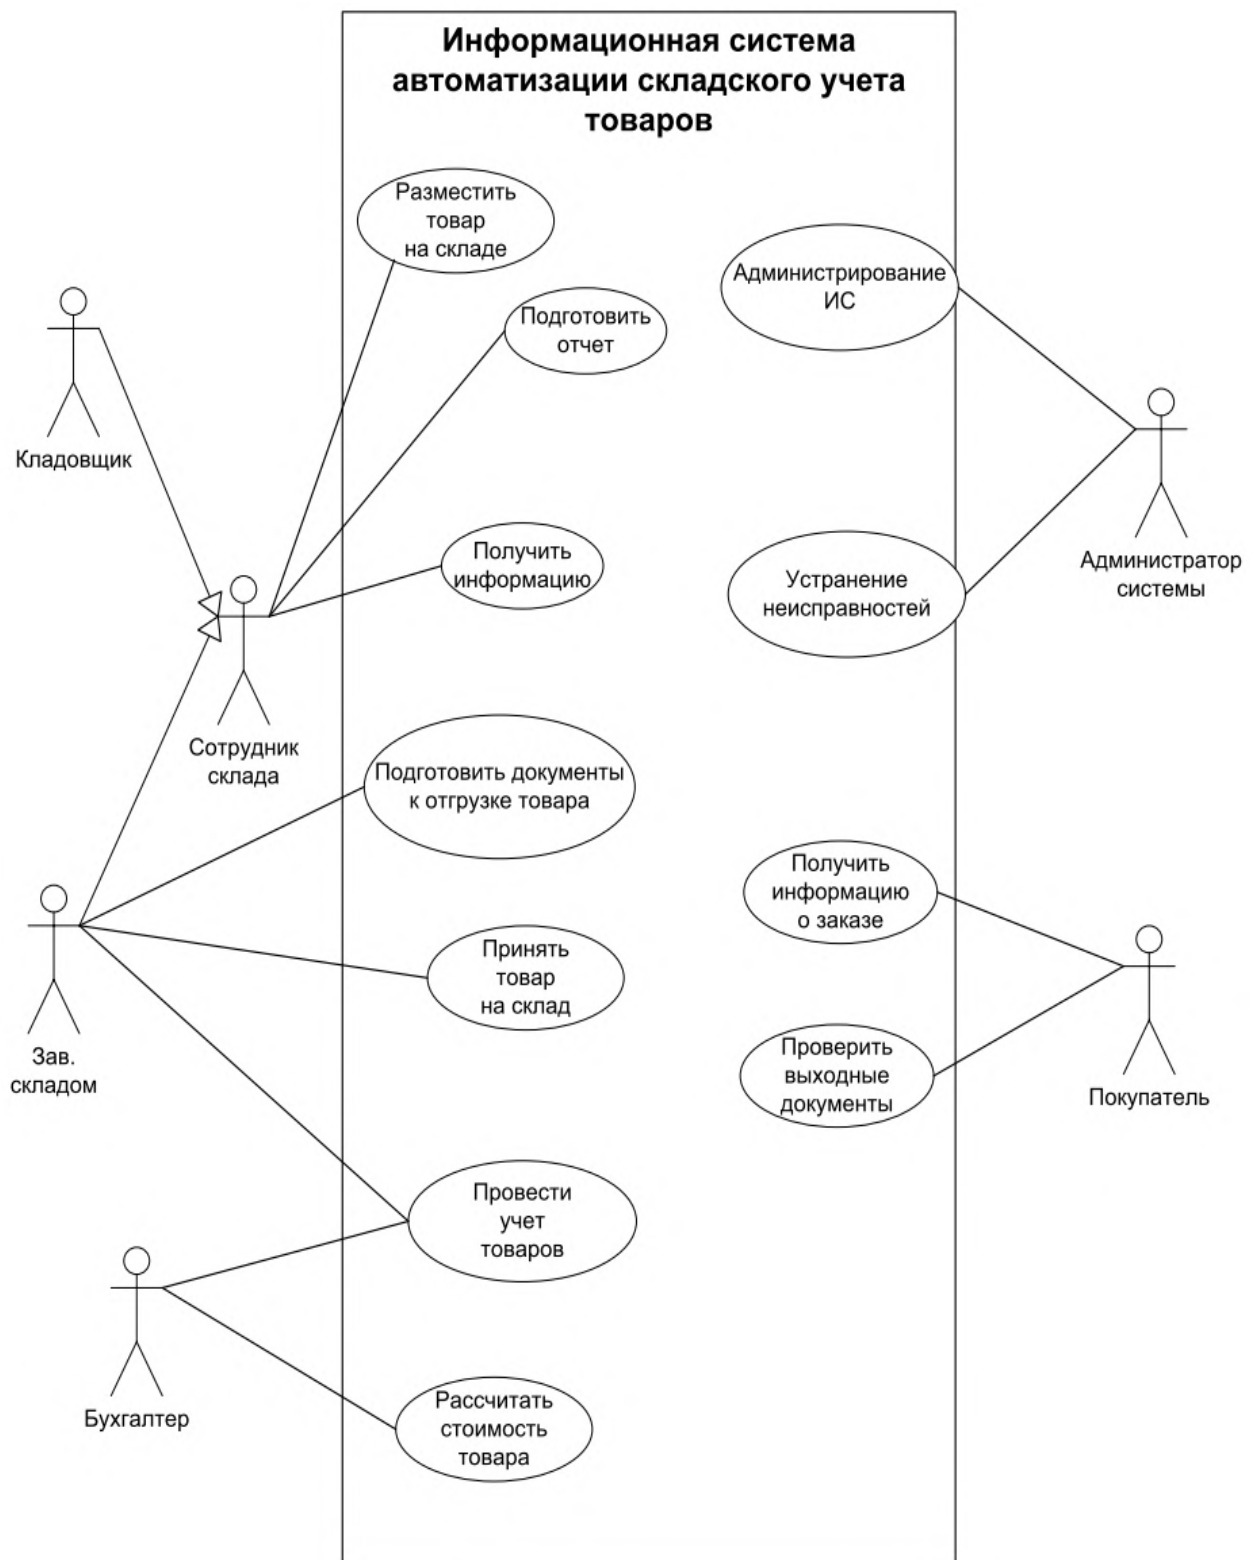 Информационная система
автоматизации складского учета
товаров
Разместить
товар
на складе
Подготовить
отчет
Администрирование
ИС
Кладовщик
Получить
информацию
Устранение
неисправностей
Администратор
системы
Сотрудник
склада
Подготовить документы
к отгрузке товара
Получить
информацию
о заказе
Принять
товар
на склад
Зав.
складом
Проверить
выходные
документы
Покупатель
Провести
учет
товаров
Бухгалтер
Рассчитать
стоимость
товара